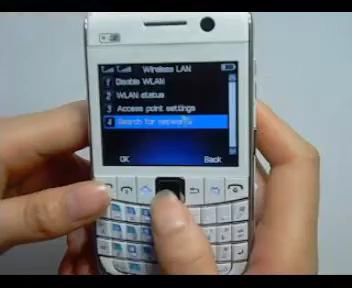 Wireless LAN
1 Disable WLAN
2 WLAN status
3 Access point settings
4 Search for networks
OK Back